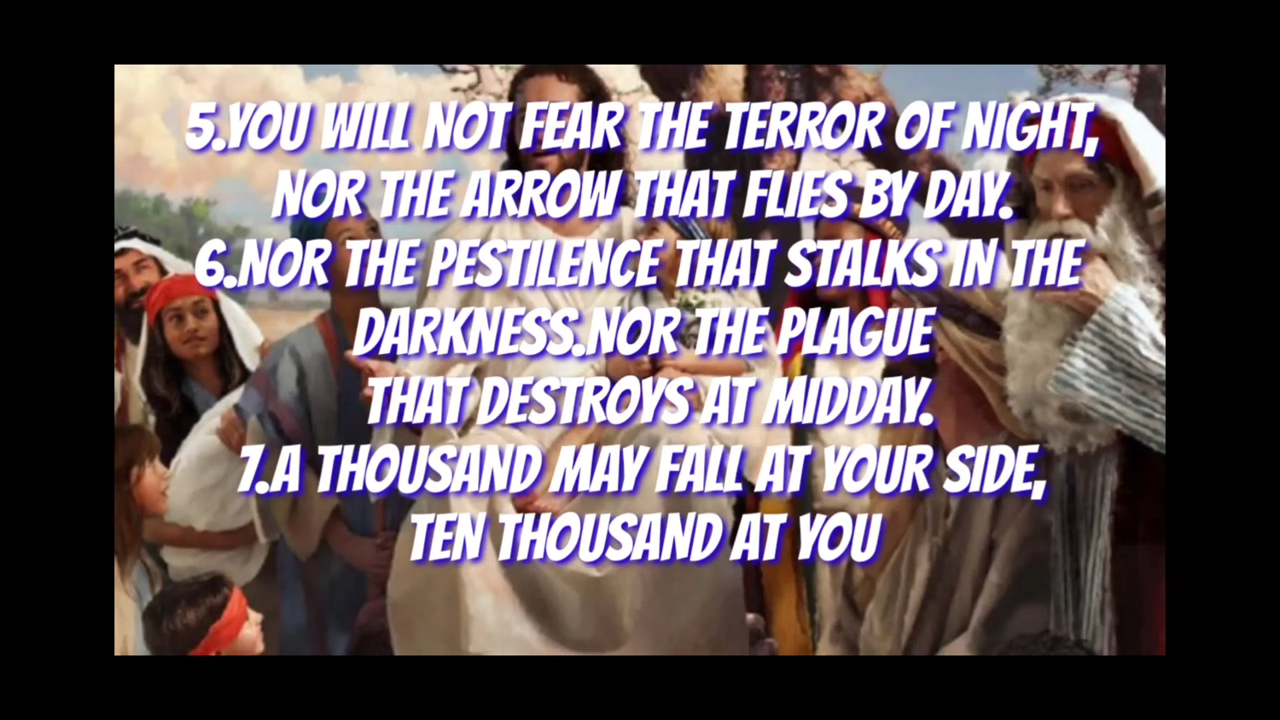 5.YOU WILL NOT FEAR THE TERROR OF NIGHT,
NOR THE ARROW THAT FLIES BY DAY.
6.NOR THE PESTILENCE THAT STALKS IN THE
DARKNESS.NOR THE PLAGUE
THAT DESTROYS AT MIDDAY.
7.A THOUSAND MAY FALL AT YOUR SIDE,
TEN THOUSAND AT YOU